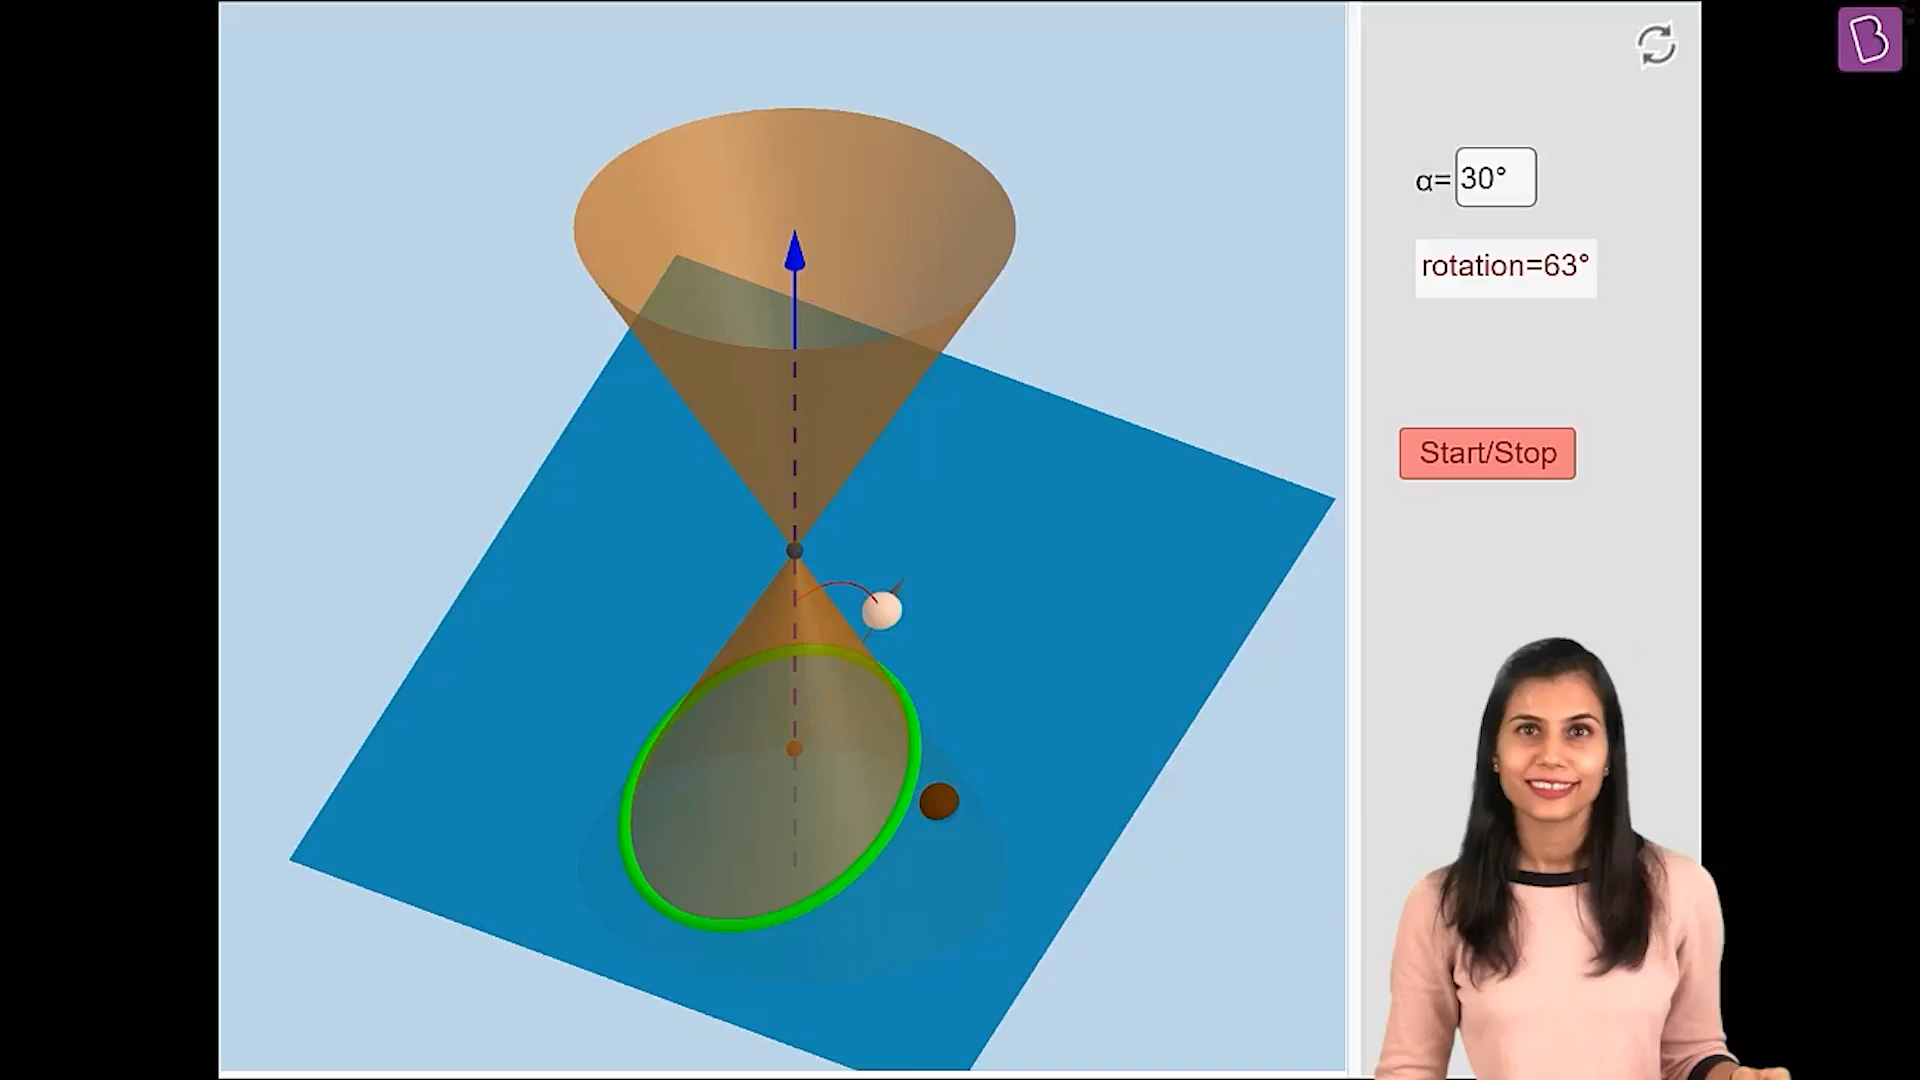 B
α= 30°
rotation=63°
Start/Stop